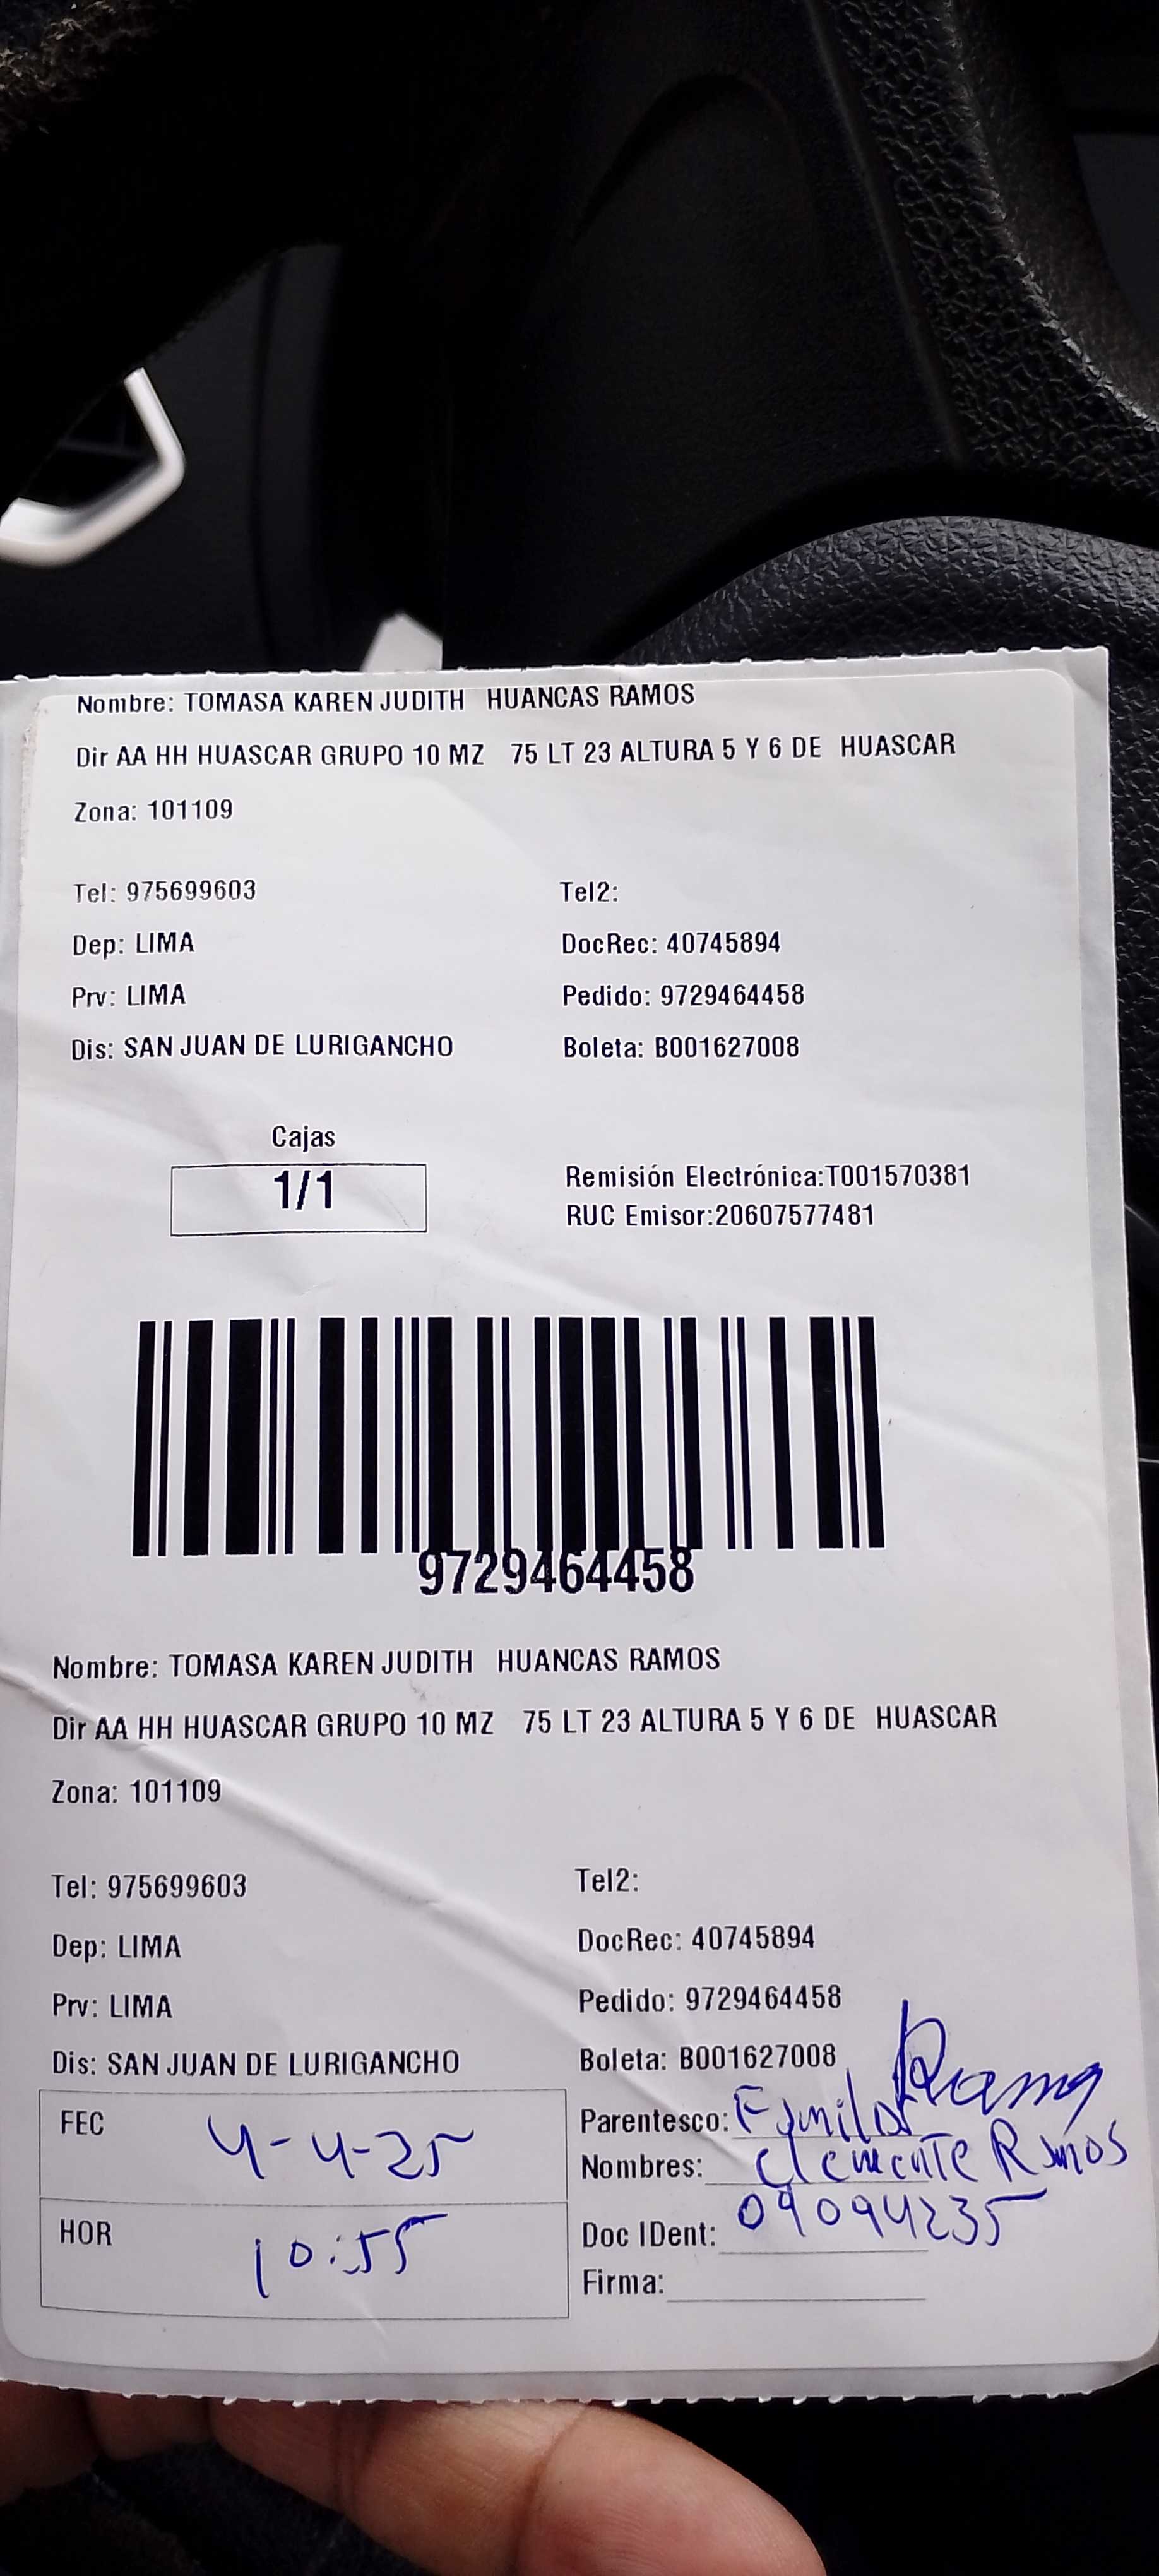 Nombre: TOMASA KAREN JUDITH HUANCAS RAMOS
Dir AA HH HUASCAR GRUPO 10 MZ 75 LT 23 ALTURA 5 Y 6 DE HUASCAR
Zona: 101109
Tel: 975699603 Tel2:
Dep: LIMA DocRec: 40745894
Prv: LIMA Pedido: 9729464458
Dis: SAN JUAN DE LURIGANCHO Boleta: B001627008
Cajas
1/1
Remisión Electrónica:T001570381
RUC Emisor:20607577481
9729464458
Nombre: TOMASA KAREN JUDITH HUANCAS RAMOS
Dir AA HH HUASCAR GRUPO 10 MZ 75 LT 23 ALTURA 5 Y 6 DE HUASCAR
Zona: 101109
Tel: 975699603 Tel2:
Dep: LIMA DocRec: 40745894
Prv: LIMA Pedido: 9729464458
Dis: SAN JUAN DE LURIGANCHO Boleta: B001627008
FEC 4-4-25
HOR 10:55
Parentesco: Familiar
Nombres: Clemente Ramos
Doc IDent: 09094235
Firma: